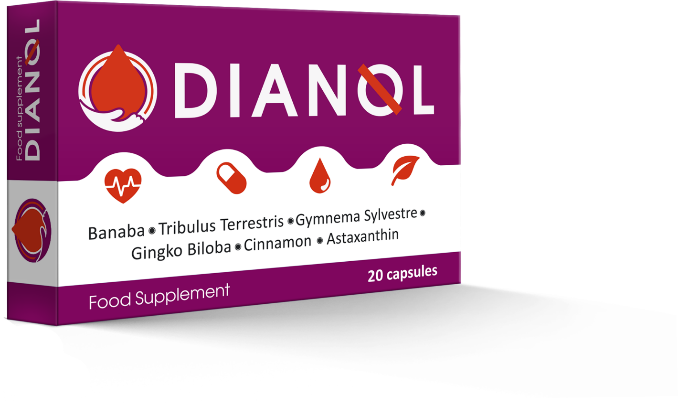 Food supplement
DIANOL
DIANOL
Banaba ✹ Tribulus Terrestris ✹ Gymnema Sylvestre ✹
Gingko Biloba ✹ Cinnamon ✹ Astaxanthin
20 capsules
Food Supplement